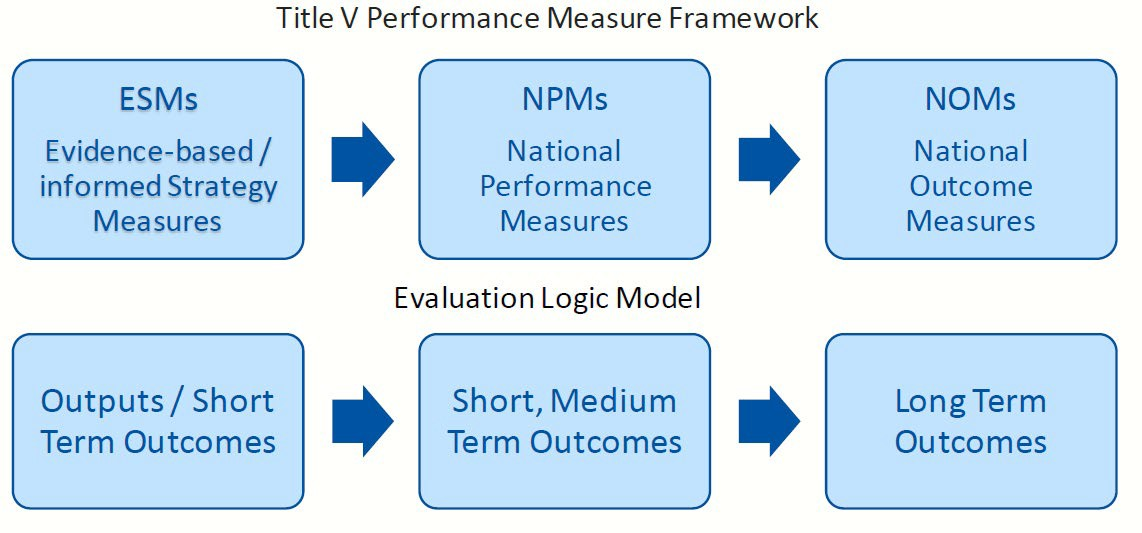 Title V Performance Measure Framework
ESMs
Evidence-based /
informed Strategy
Measures
NPMs
National
Performance
Measures
NOMs
National
Outcome
Measures
Evaluation Logic Model
Outputs / Short
Term Outcomes
Short, Medium
Term Outcomes
Long Term
Outcomes